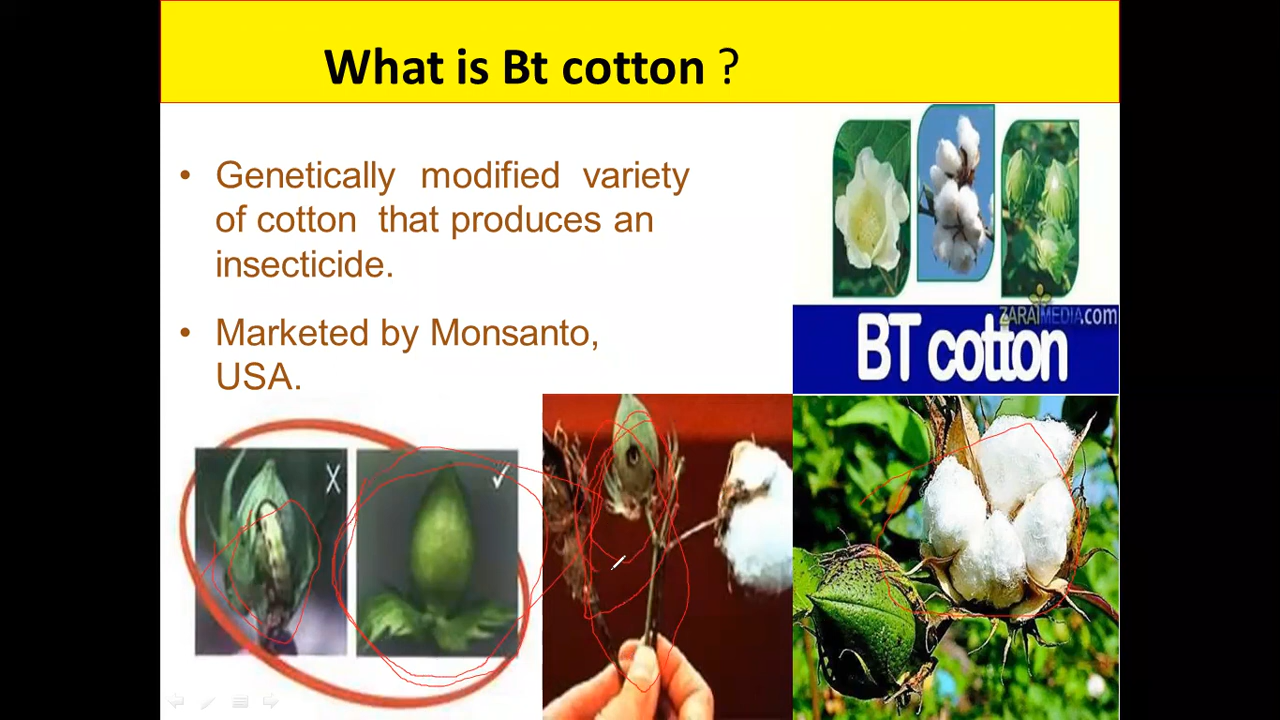 What is Bt cotton ?
• Genetically modified variety
of cotton that produces an
insecticide.
• Marketed by Monsanto,
USA.
ZARAIMEDIA.com
BT cotton
X
✓